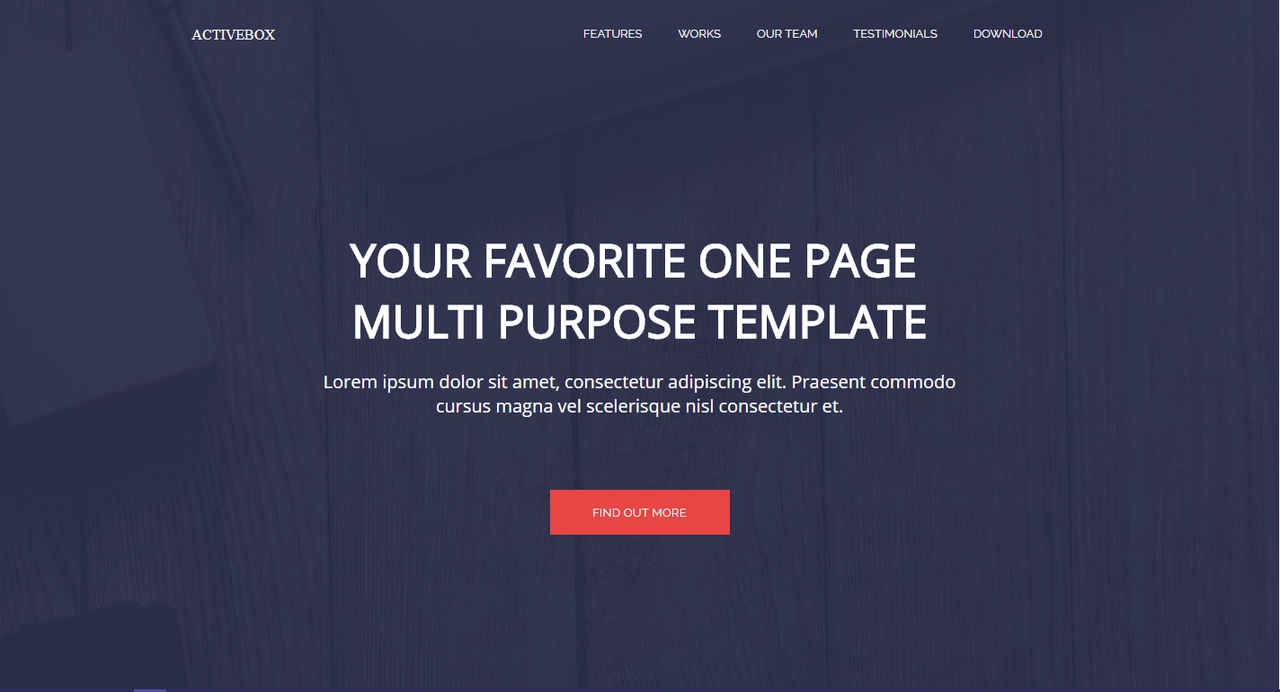 ACTIVEBOX
FEATURES WORKS OUR TEAM TESTIMONIALS DOWNLOAD
YOUR FAVORITE ONE PAGE
MULTI PURPOSE TEMPLATE
Lorem ipsum dolor sit amet, consectetur adipiscing elit. Praesent commodo
cursus magna vel scelerisque nisl consectetur et.
FIND OUT MORE